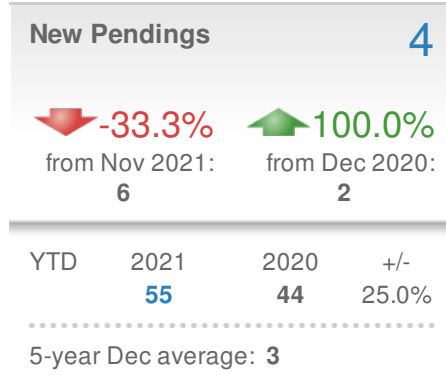 New Pendings 4
-33.3% 100.0%
from Nov 2021: from Dec 2020:
6 2
YTD 2021 2020 +/-
55 44 25.0%
5-year Dec average: 3